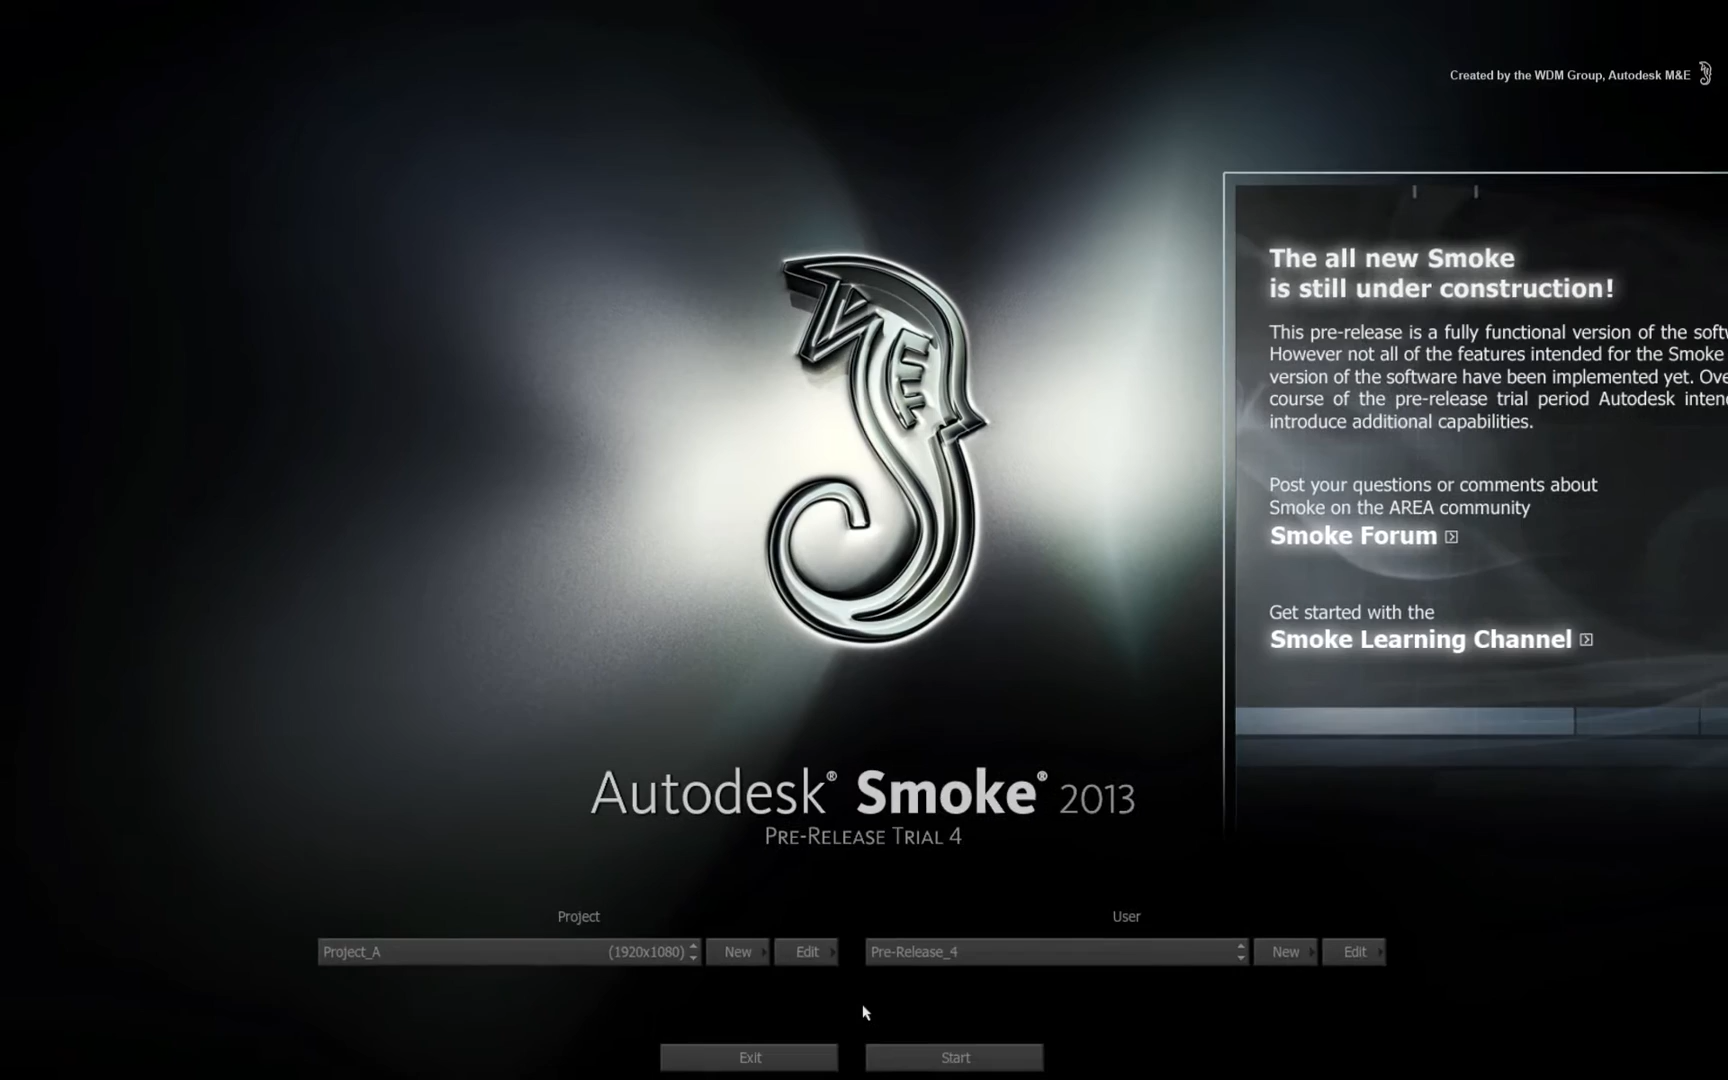 Created by the WDM Group, Autodesk M&E
The all new Smoke
is still under construction!
This pre-release is a fully functional version of the
However not all of the features intended for the Smoke
version of the software have been implemented yet.
course of the pre-release trial period Autodesk
introduce additional capabilities.
Post your questions or comments about
Smoke on the AREA community
Smoke Forum
Get started with the
Smoke Learning Channel
Autodesk® Smoke® 2013
PRE-RELEASE TRIAL 4
Project
User
Project_A (1920x1080) New Edit
Pre-Release_4 New Edit
Exit Start